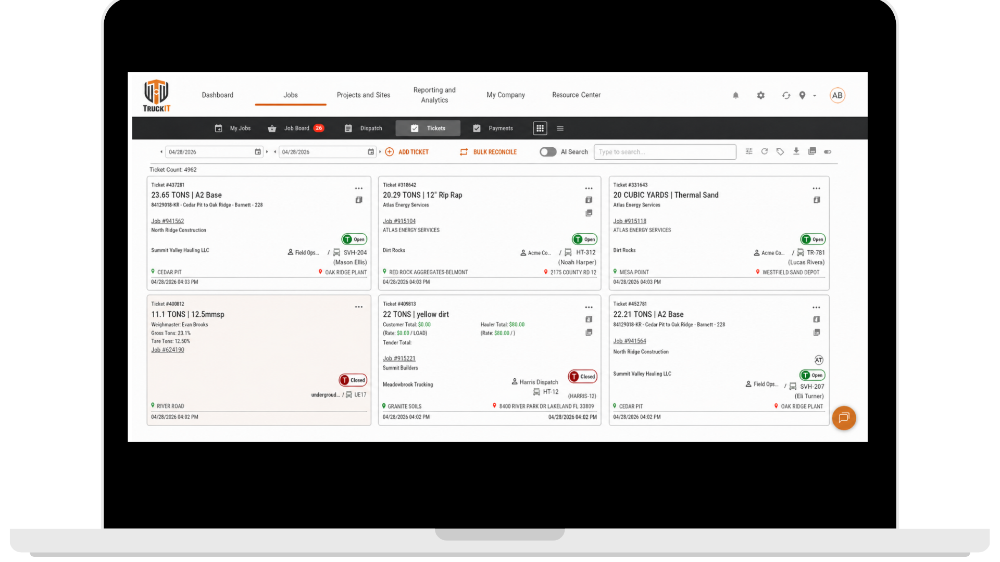 TRUCKIT
Dashboard
Jobs
Projects and Sites
Reporting and
Analytics
My Company
Resource Center
AB
My Jobs
Job Board 26
Dispatch
Tickets
Payments
04/28/2026
04/28/2026
ADD TICKET
BULK RECONCILE
AI Search
Type to search...
Ticket Count: 4962
Ticket #437281
23.65 TONS | A2 Base
84129018-KR - Cedar Pit to Oak Ridge - Barnett - 228
Job #941562
North Ridge Construction
T Open
Summit Valley Hauling LLC
Field Ops... / SVH-204
(Mason Ellis)
CEDAR PIT
OAK RIDGE PLANT
04/28/2026 04:03 PM
Ticket #318642
20.29 TONS | 12" Rip Rap
Atlas Energy Services
Job #915104
ATLAS ENERGY SERVICES
T Open
Dirt Rocks
Acme Co... / HT-312
(Noah Harper)
RED ROCK AGGREGATES-BELMONT
2175 COUNTY RD 12
04/28/2026 04:03 PM
Ticket #331643
20 CUBIC YARDS | Thermal Sand
Atlas Energy Services
Job #915118
ATLAS ENERGY SERVICES
T Open
Dirt Rocks
Acme Co... / TR-781
(Lucas Rivera)
MESA POINT
WESTFIELD SAND DEPOT
04/28/2026 04:03 PM
Ticket #400812
11.1 TONS | 12.5mmsp
Weighmaster: Evan Brooks
Gross Tons: 23.1%
Tare Tons: 12.50%
Job #624190
T Closed
undergroud... / UE17
RIVER ROAD
04/28/2026 04:02 PM
Ticket #409813
22 TONS | yellow dirt
Customer Total: $0.00
Hauler Total: $80.00
(Rate: $0.00 / LOAD)
(Rate: $80.00 / )
Tender Total:
Job #915221
Summit Builders
T Closed
Meadowbrook Trucking
Harris Dispatch
HT-12
(HARRIS-12)
GRANITE SOILS
8400 RIVER PARK DR LAKELAND FL 33809
04/28/2026 04:02 PM
04/28/2026 04:02 PM
Ticket #452781
22.21 TONS | A2 Base
84129018-KR - Cedar Pit to Oak Ridge - Barnett - 228
Job #941564
North Ridge Construction
AT
Summit Valley Hauling LLC
T Open
Field Ops... / SVH-207
(Eli Turner)
CEDAR PIT
OAK RIDGE PLANT
04/28/2026 04:02 PM